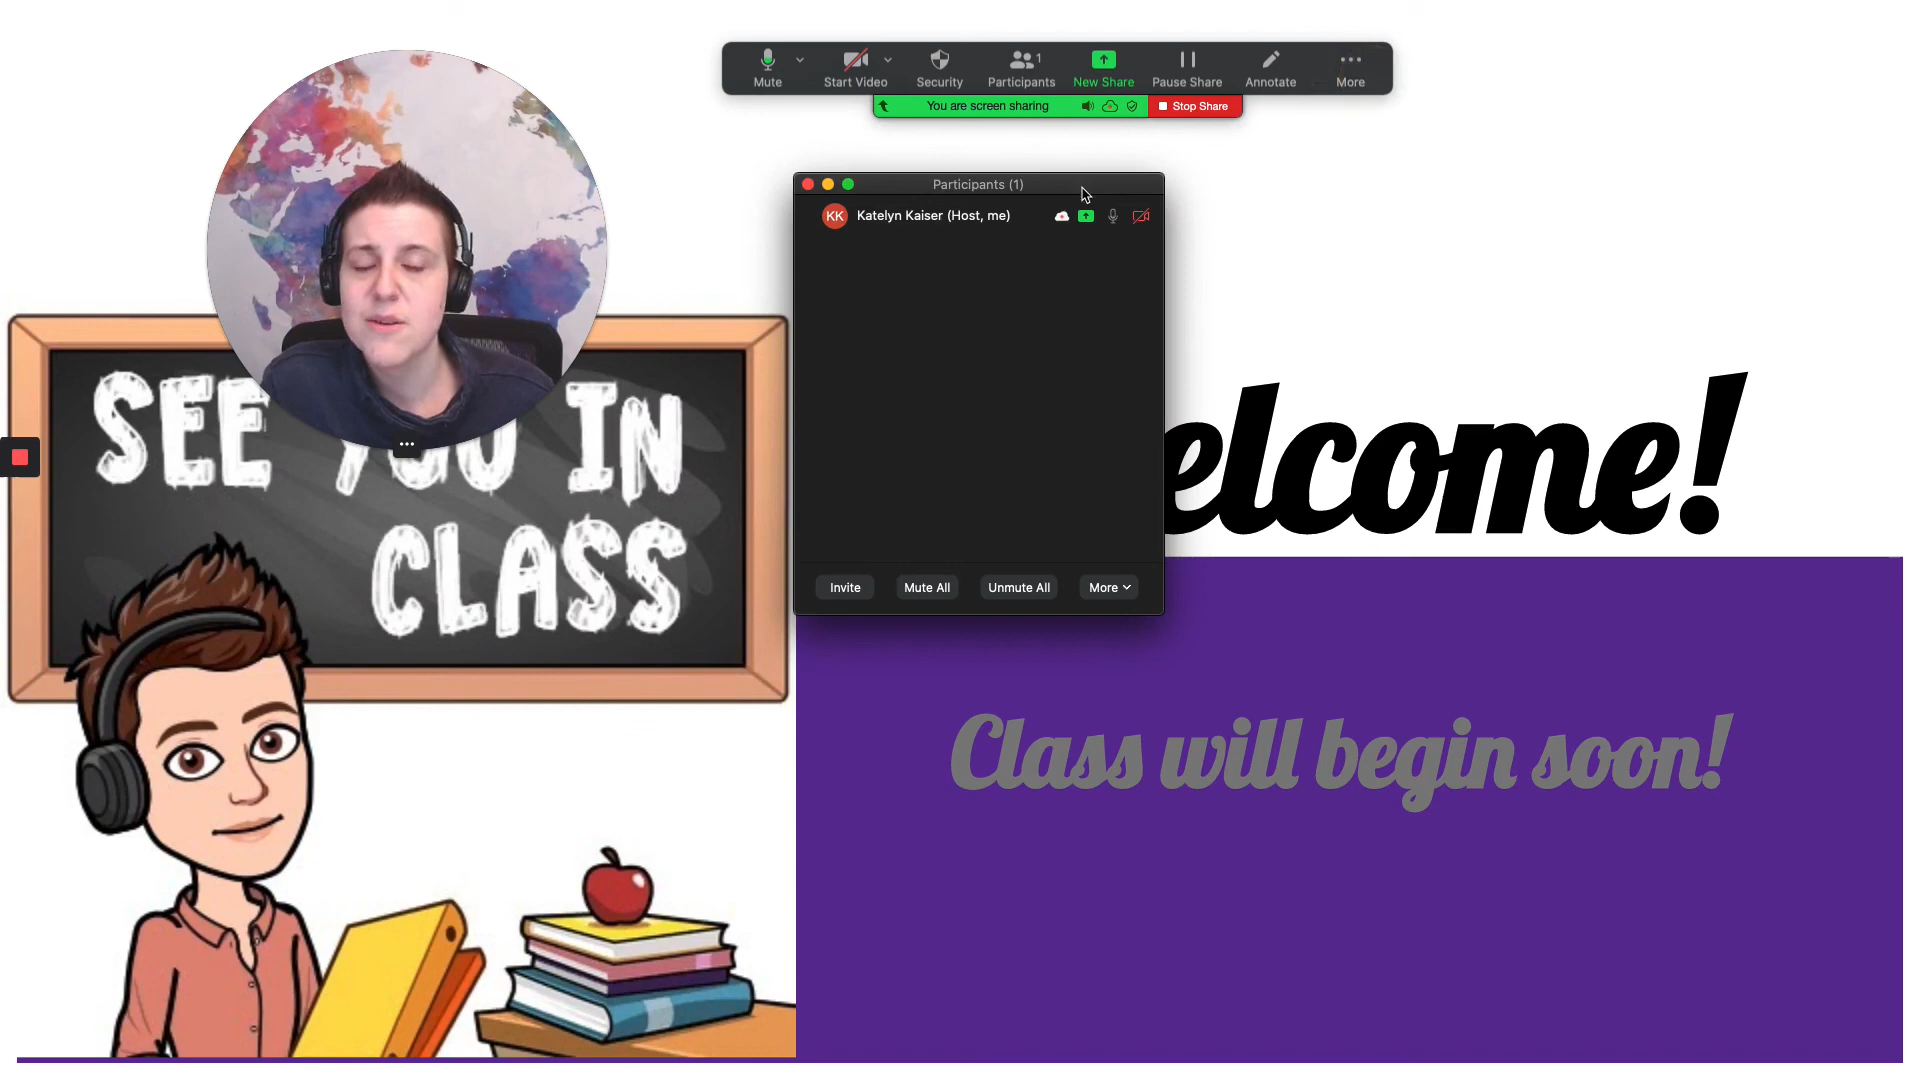 Mute
Start Video
Security
Participants
1
New Share
Pause Share
Annotate
More
You are screen sharing
Stop Share
Participants (1)
KK
Katelyn Kaiser (Host, me)
Invite
Mute All
Unmute All
More
SEE YOU IN
CLASS
elcome!
Class will begin soon!